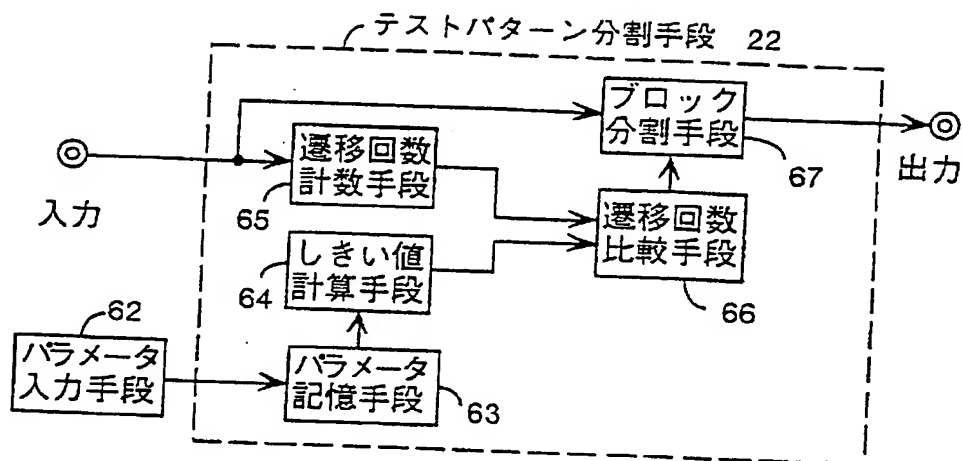 テストパターン分割手段 22
ブロック
分割手段
67
出力
入力
遷移回数
計数手段
65
遷移回数
比較手段
66
しきい値
計算手段
64
62
パラメータ
入力手段
パラメータ
記憶手段
63